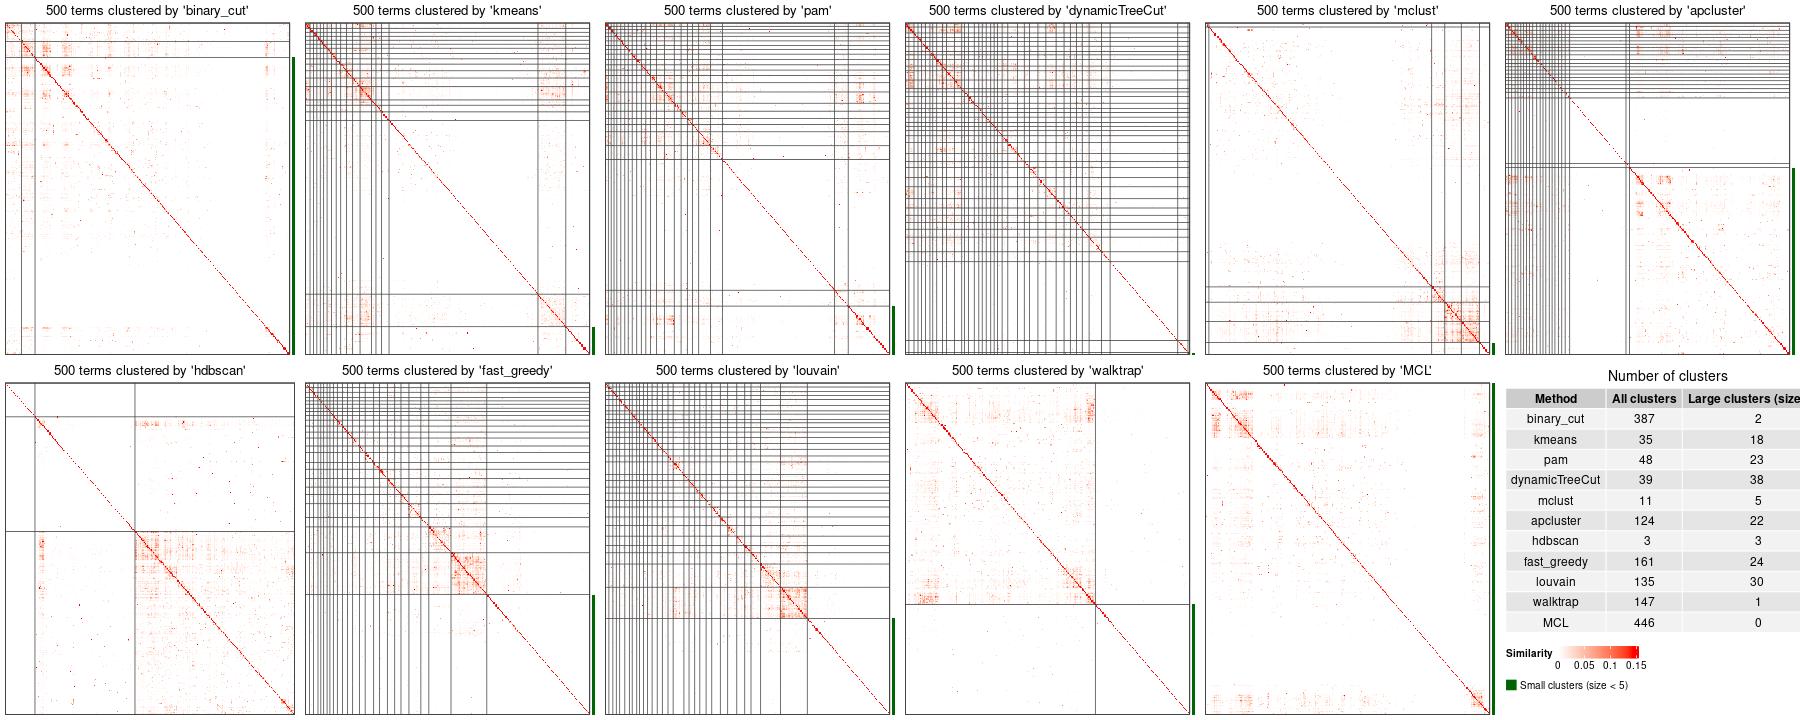 500 terms clustered by 'binary_cut'
500 terms clustered by 'kmeans'
500 terms clustered by 'pam'
500 terms clustered by 'dynamicTreeCut'
500 terms clustered by 'mclust'
500 terms clustered by 'apcluster'
500 terms clustered by 'hdbscan'
500 terms clustered by 'fast_greedy'
500 terms clustered by 'louvain'
500 terms clustered by 'walktrap'
500 terms clustered by 'MCL'
Number of clusters
Method All clusters Large clusters (size
binary_cut 387 2
kmeans 35 18
pam 48 23
dynamicTreeCut 39 38
mclust 11 5
apcluster 124 22
hdbscan 3 3
fast_greedy 161 24
louvain 135 30
walktrap 147 1
MCL 446 0
Similarity
0 0.05 0.1 0.15
Small clusters (size < 5)